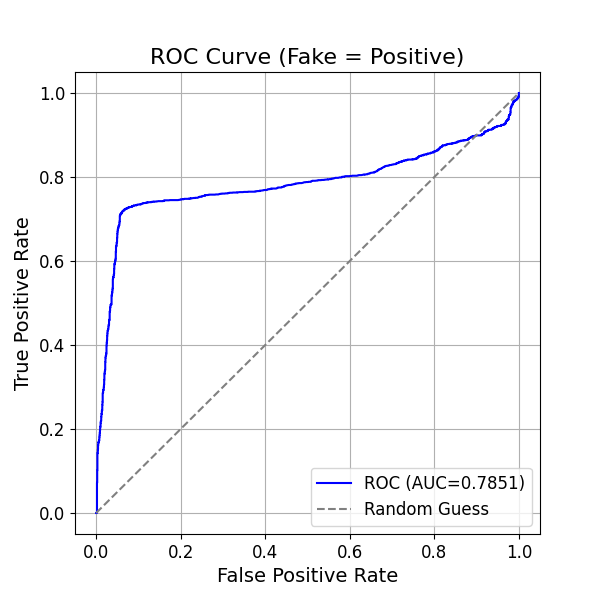 ROC Curve (Fake = Positive)
True Positive Rate
1.0
0.8
0.6
0.4
0.2
0.0
ROC (AUC=0.7851)
Random Guess
0.0 0.2 0.4 0.6 0.8 1.0
False Positive Rate